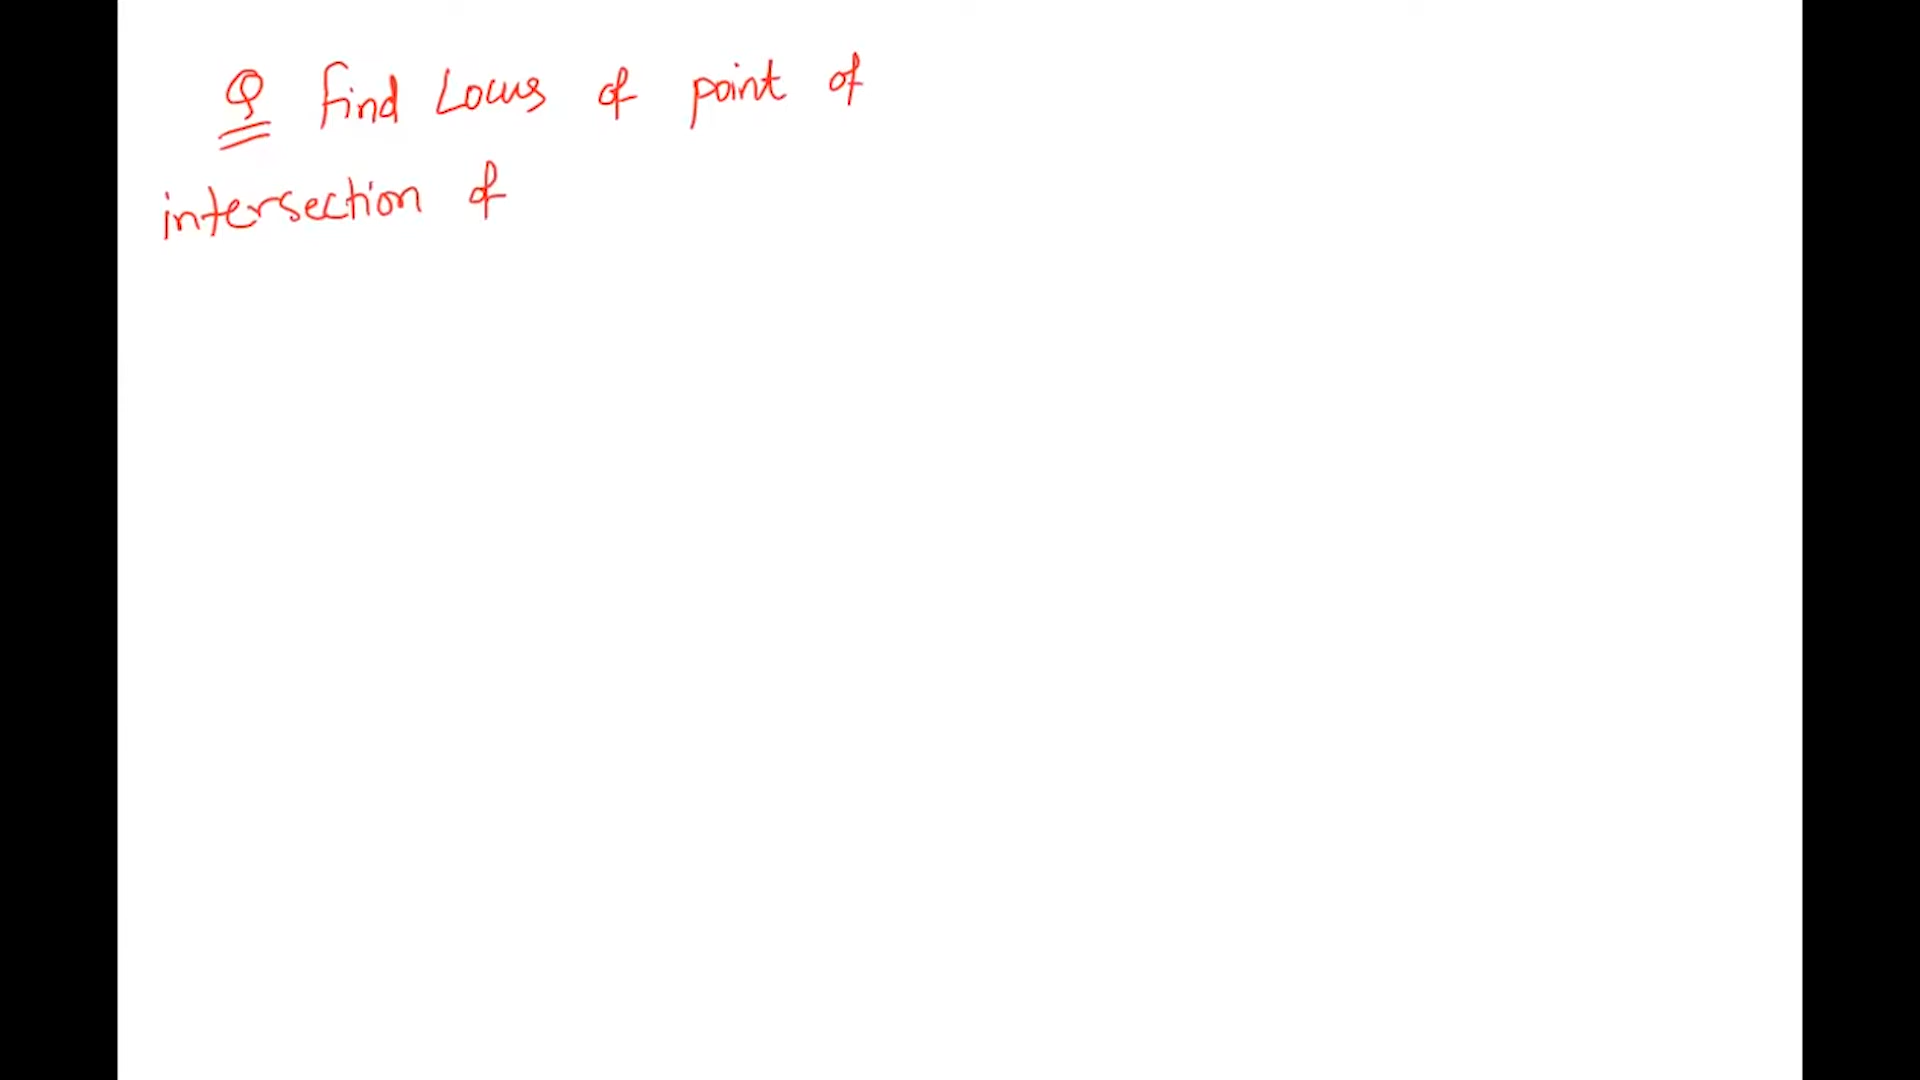 Q Find Locus of point of
intersection of